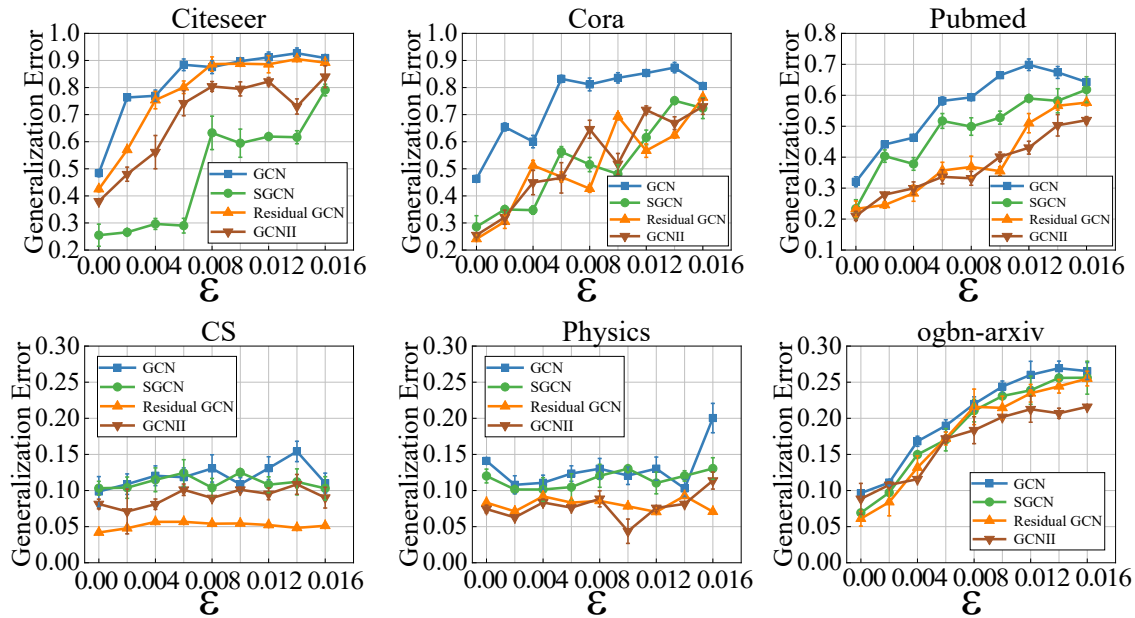 Citeseer
Generalization Error
1.0
0.9
0.8
0.7
0.6
0.5
0.4
0.3
0.2
GCN
SGCN
Residual GCN
GCNII
0.00 0.004 0.008 0.012 0.016
ε
Cora
Generalization Error
1.0
0.9
0.8
0.7
0.6
0.5
0.4
0.3
0.2
GCN
SGCN
Residual GCN
GCNII
0.00 0.004 0.008 0.012 0.016
ε
Pubmed
Generalization Error
0.8
0.7
0.6
0.5
0.4
0.3
0.2
0.1
GCN
SGCN
Residual GCN
GCNII
0.00 0.004 0.008 0.012 0.016
ε
CS
Generalization Error
0.30
0.25
0.20
0.15
0.10
0.05
0.00
GCN
SGCN
Residual GCN
GCNII
0.00 0.004 0.008 0.012 0.016
ε
Physics
Generalization Error
0.30
0.25
0.20
0.15
0.10
0.05
0.00
GCN
SGCN
Residual GCN
GCNII
0.00 0.004 0.008 0.012 0.016
ε
ogbn-arxiv
Generalization Error
0.30
0.25
0.20
0.15
0.10
0.05
0.00
GCN
SGCN
Residual GCN
GCNII
0.00 0.004 0.008 0.012 0.016
ε